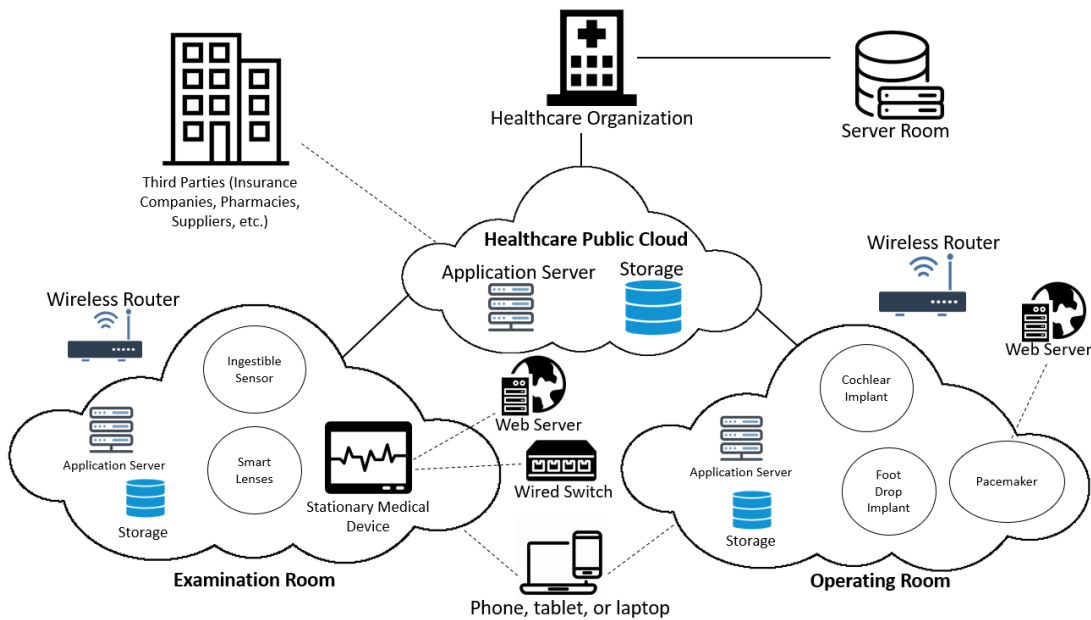 Healthcare Organization
Server Room
Third Parties (Insurance
Companies, Pharmacies,
Suppliers, etc.)
Healthcare Public Cloud
Application Server
Storage
Wireless Router
Web Server
Wireless Router
Ingestible
Sensor
Application Server
Smart
Lenses
Storage
Stationary Medical
Device
Examination Room
Web Server
Wired Switch
Phone, tablet, or laptop
Cochlear
Implant
Application Server
Foot
Drop
Implant
Pacemaker
Storage
Operating Room